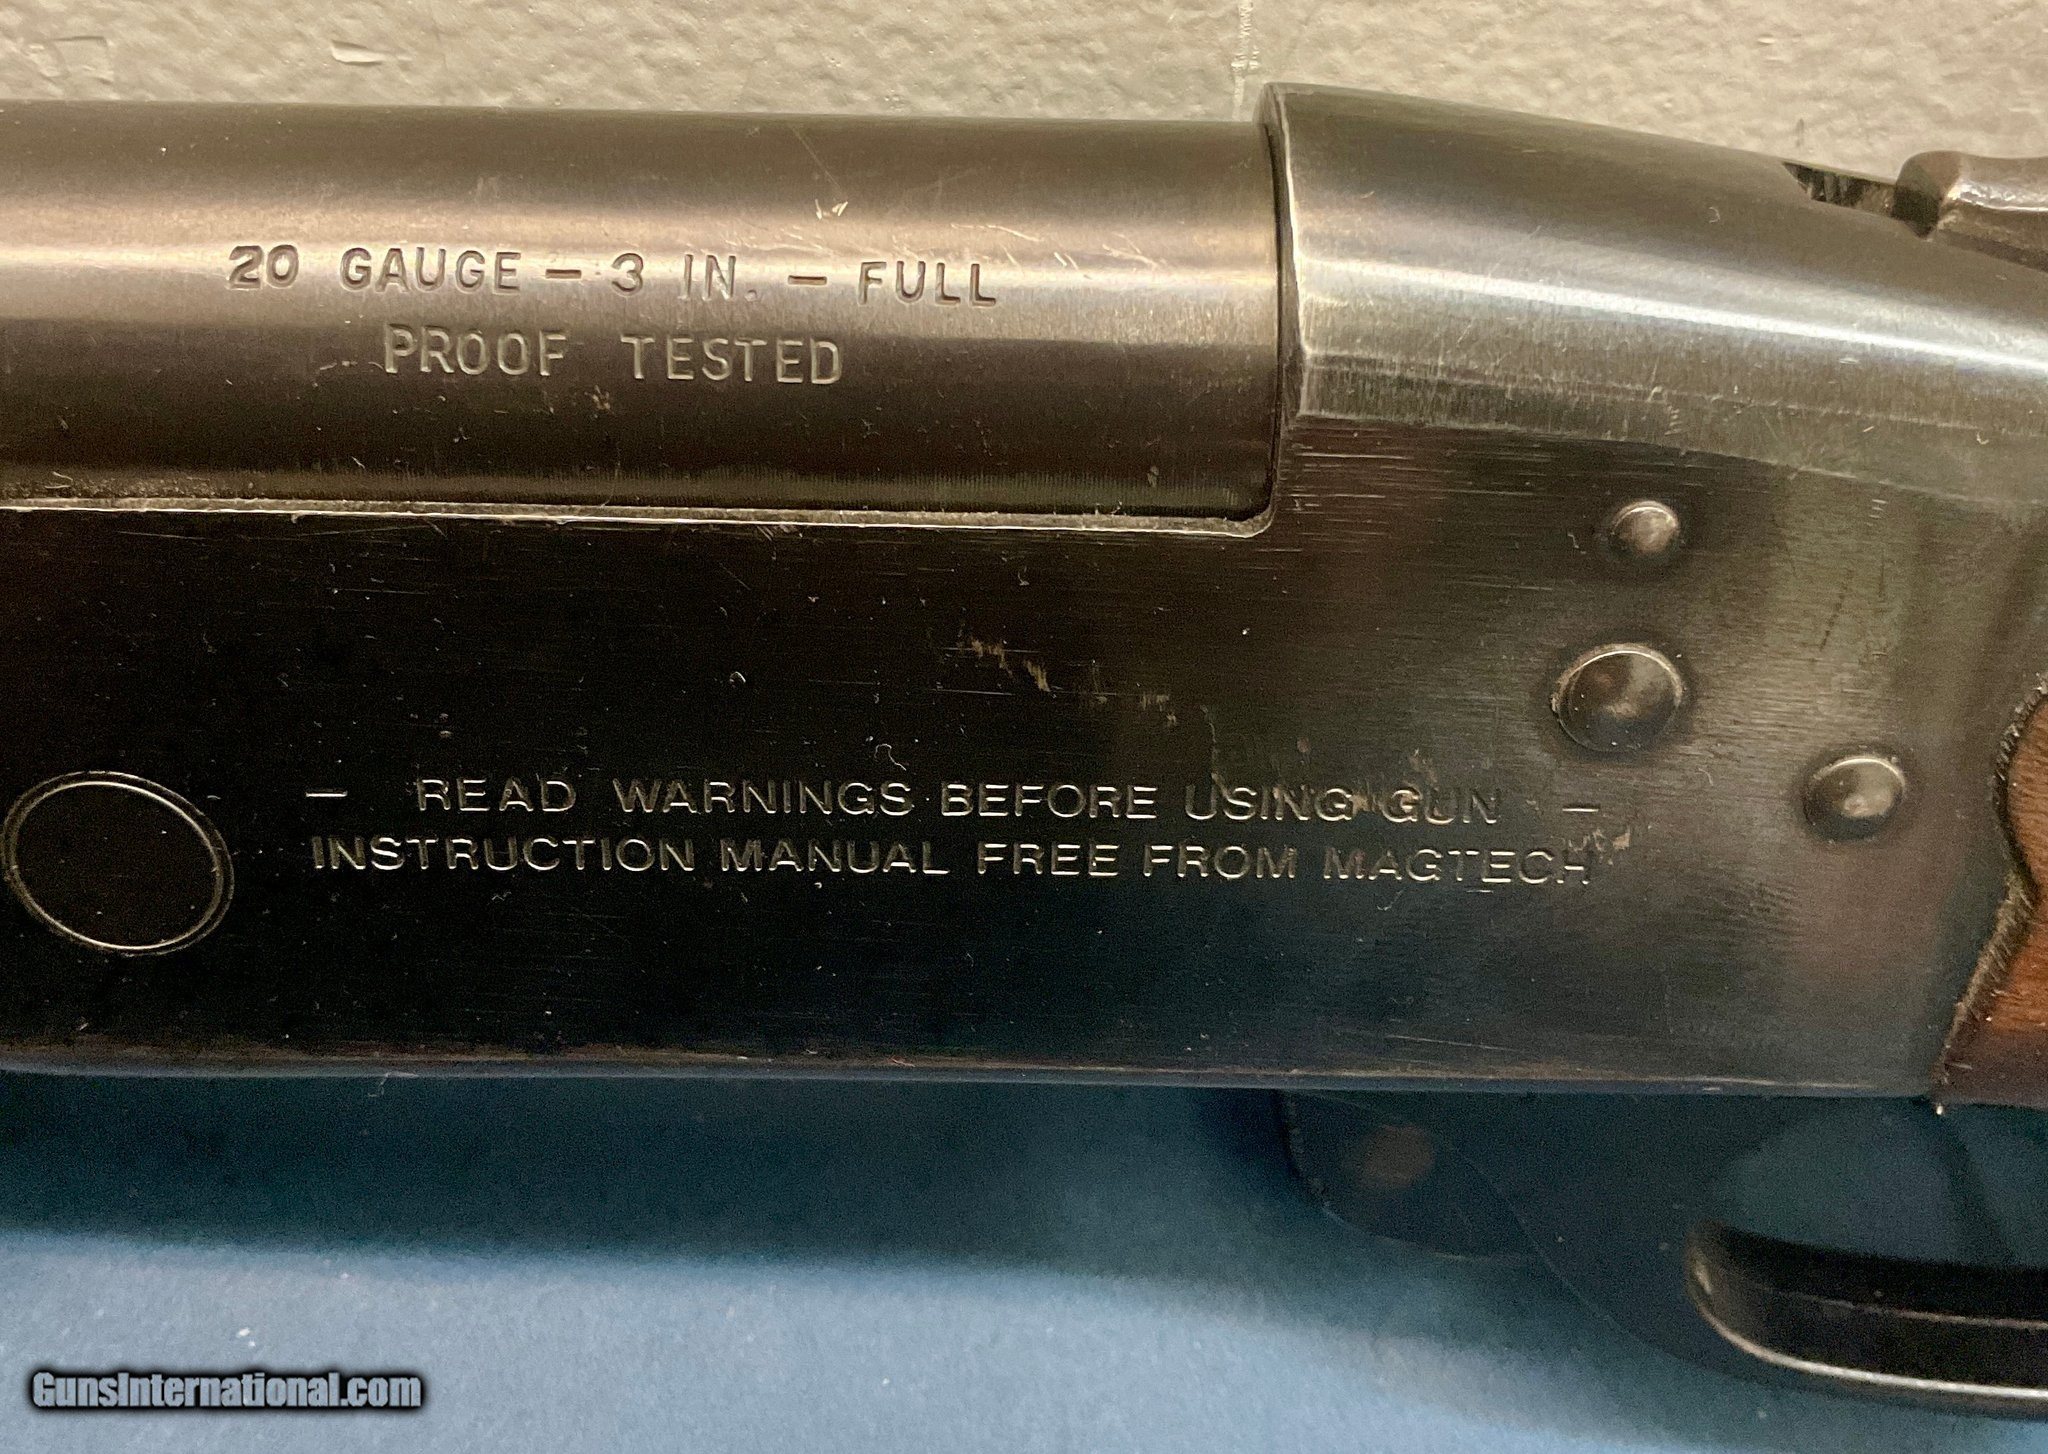 20 GAUGE – 3 IN. – FULL
PROOF TESTED
– READ WARNINGS BEFORE USING GUN –
INSTRUCTION MANUAL FREE FROM MAGTECH
GunsInternational.com